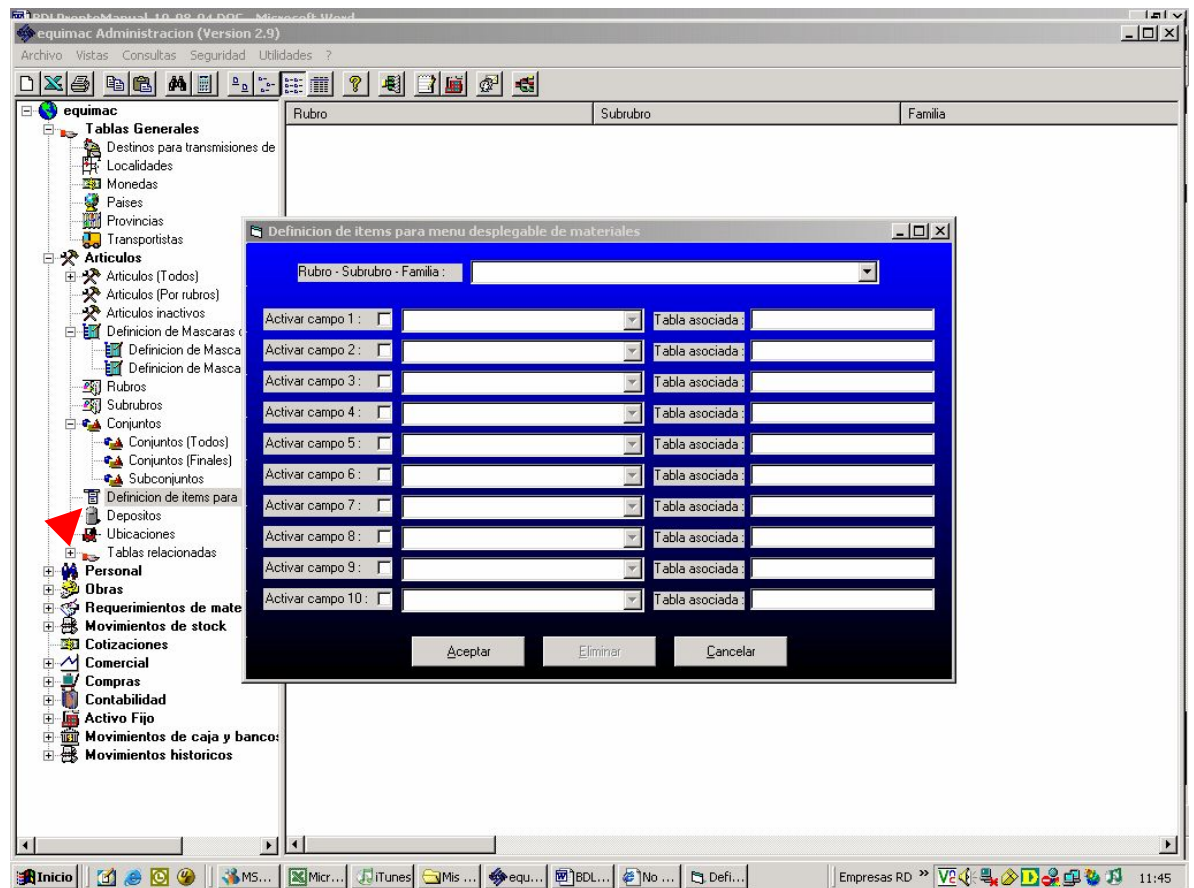 BDLProntoManual 10-08-04.DOC - Microsoft Word
equimac Administracion (Version 2.9)
Archivo Vistas Consultas Seguridad Utilidades ?
equimac
Tablas Generales
Destinos para transmisiones de
Localidades
Monedas
Paises
Provincias
Transportistas
Articulos
Articulos (Todos)
Articulos (Por rubros)
Articulos inactivos
Definicion de Mascaras
Definicion de Masca
Definicion de Masca
Rubros
Subrubros
Conjuntos
Conjuntos (Todos)
Conjuntos (Finales)
Subconjuntos
Definicion de items para
Depositos
Ubicaciones
Tablas relacionadas
Personal
Obras
Requerimientos de mate
Movimientos de stock
Cotizaciones
Comercial
Compras
Contabilidad
Activo Fijo
Movimientos de caja y banco
Movimientos historicos
Rubro Subrubro Familia
Definicion de items para menu desplegable de materiales
Rubro - Subrubro - Familia :
Activar campo 1 : Tabla asociada :
Activar campo 2 : Tabla asociada :
Activar campo 3 : Tabla asociada :
Activar campo 4 : Tabla asociada :
Activar campo 5 : Tabla asociada :
Activar campo 6 : Tabla asociada :
Activar campo 7 : Tabla asociada :
Activar campo 8 : Tabla asociada :
Activar campo 9 : Tabla asociada :
Activar campo 10 : Tabla asociada :
Aceptar Eliminar Cancelar
Inicio MS... Micr... iTunes Mis ... equ... BDL... No ... Defi... Empresas RD » 11:45